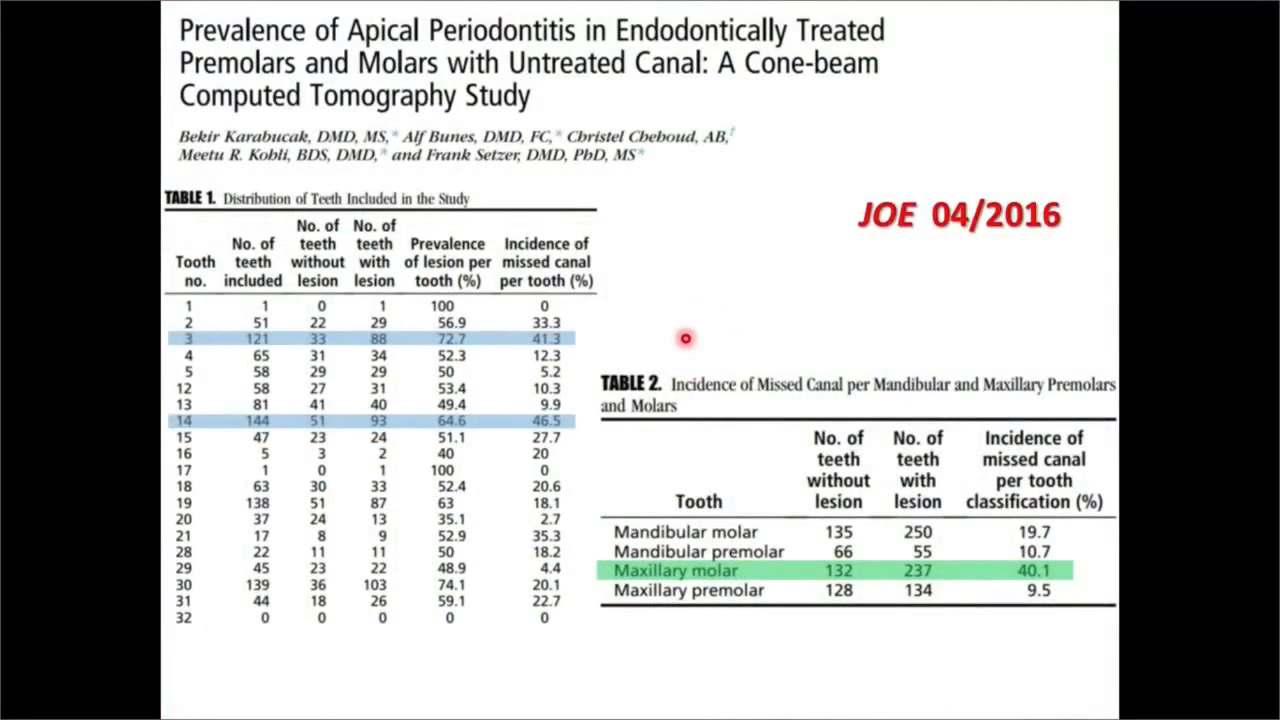 Prevalence of Apical Periodontitis in Endodontically Treated
Premolars and Molars with Untreated Canal: A Cone-beam
Computed Tomography Study
Bekir Karabucak, DMD, MS,* Alf Bunes, DMD, FC,* Christel Chehoud, AB,†
Meetu R. Kohli, BDS, DMD,* and Frank Setzer, DMD, PhD, MS*
JOE 04/2016
TABLE 1. Distribution of Teeth Included in the Study
Tooth no. No. of teeth included No. of teeth without lesion No. of teeth with lesion Prevalence of lesion per tooth (%) Incidence of missed canal per tooth (%)
1 1 0 1 100 0
2 51 22 29 56.9 33.3
3 121 33 88 72.7 41.3
4 65 31 34 52.3 12.3
5 58 29 29 50 5.2
12 58 27 31 53.4 10.3
13 81 41 40 49.4 9.9
14 144 51 93 64.6 46.5
15 47 23 24 51.1 27.7
16 5 3 2 40 20
17 1 0 1 100 0
18 63 30 33 52.4 20.6
19 138 51 87 63 18.1
20 37 24 13 35.1 2.7
21 17 8 9 52.9 35.3
28 22 11 11 50 18.2
29 45 23 22 48.9 4.4
30 139 36 103 74.1 20.1
31 44 18 26 59.1 22.7
32 0 0 0 0 0
TABLE 2. Incidence of Missed Canal per Mandibular and Maxillary Premolars
and Molars
Tooth No. of teeth without lesion No. of teeth with lesion Incidence of missed canal per tooth classification (%)
Mandibular molar 135 250 19.7
Mandibular premolar 66 55 10.7
Maxillary molar 132 237 40.1
Maxillary premolar 128 134 9.5